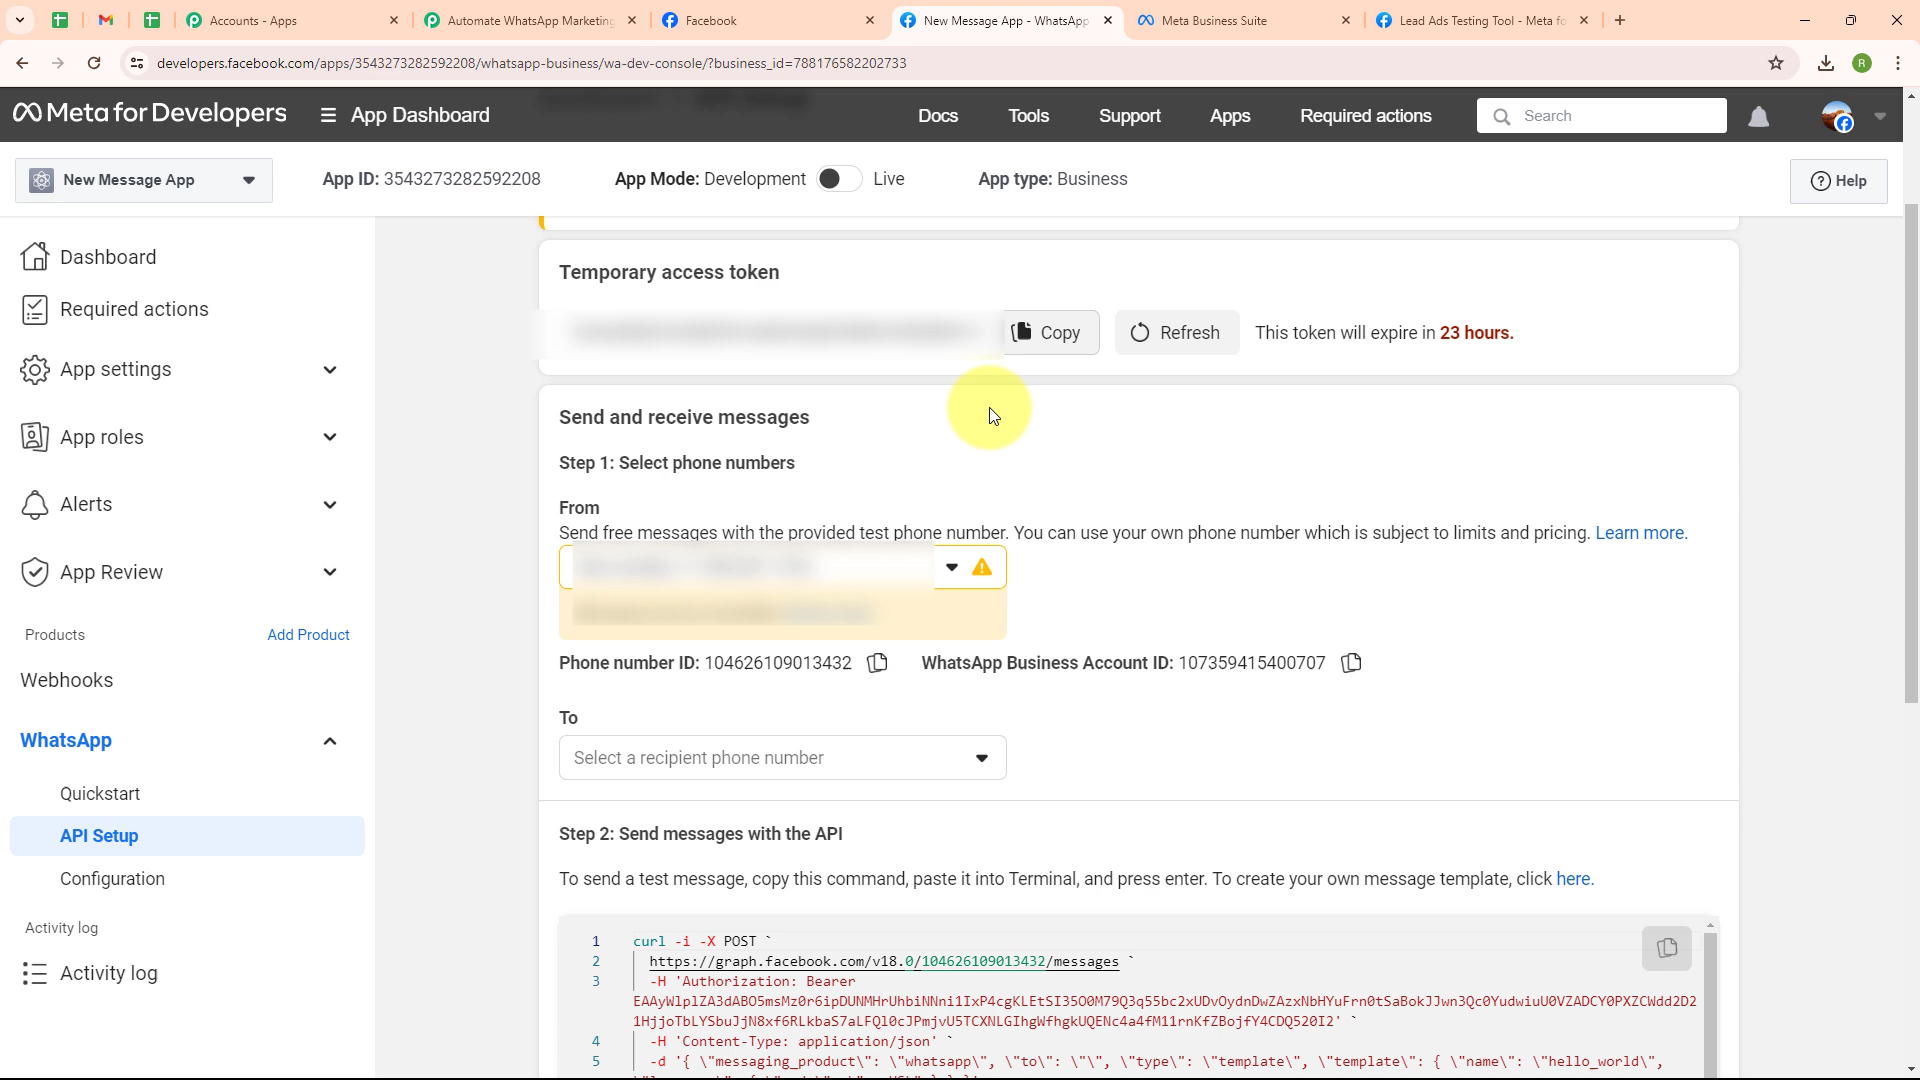 Accounts - Apps
Automate WhatsApp Marketing
Facebook
New Message App - WhatsApp
Meta Business Suite
Lead Ads Testing Tool - Meta fo
developers.facebook.com/apps/3543273282592208/whatsapp-business/wa-dev-console/?business_id=788176582202733
R
Meta for Developers
App Dashboard
Docs
Tools
Support
Apps
Required actions
Search
New Message App
App ID: 3543273282592208
App Mode: Development
Live
App type: Business
Help
Dashboard
Required actions
App settings
App roles
Alerts
App Review
Products
Add Product
Webhooks
WhatsApp
Quickstart
API Setup
Configuration
Activity log
Activity log
Temporary access token
Copy
Refresh
This token will expire in 23 hours.
Send and receive messages
Step 1: Select phone numbers
From
Send free messages with the provided test phone number. You can use your own phone number which is subject to limits and pricing. Learn more.
Phone number ID: 104626109013432
WhatsApp Business Account ID: 107359415400707
To
Select a recipient phone number
Step 2: Send messages with the API
To send a test message, copy this command, paste it into Terminal, and press enter. To create your own message template, click here.
1 curl -i -X POST `
2 https://graph.facebook.com/v18.0/104626109013432/messages `
3 -H 'Authorization: Bearer
EAAyWlplZA3dABO5msMz0r6ipDUNMHrUhbiNNni1IxP4cgKLEtSI35O0M79Q3q55bc2xUDvOydnDwZAzxNbHYuFrn0tSaBokJJwn3Qc0YudwiuU0VZADCY0PXZCWdd2D2
1HjjoTbLYSbuJjN8xf6RLkbaS7aLFQl0cJPmjvU5TCXNLGIhgWfhgkUQENc4a4fM11rnKfZBojfY4CDQ520I2' `
4 -H 'Content-Type: application/json' `
5 -d '{ \"messaging_product\": \"whatsapp\", \"to\": \"\", \"type\": \"template\", \"template\": { \"name\": \"hello_world\",